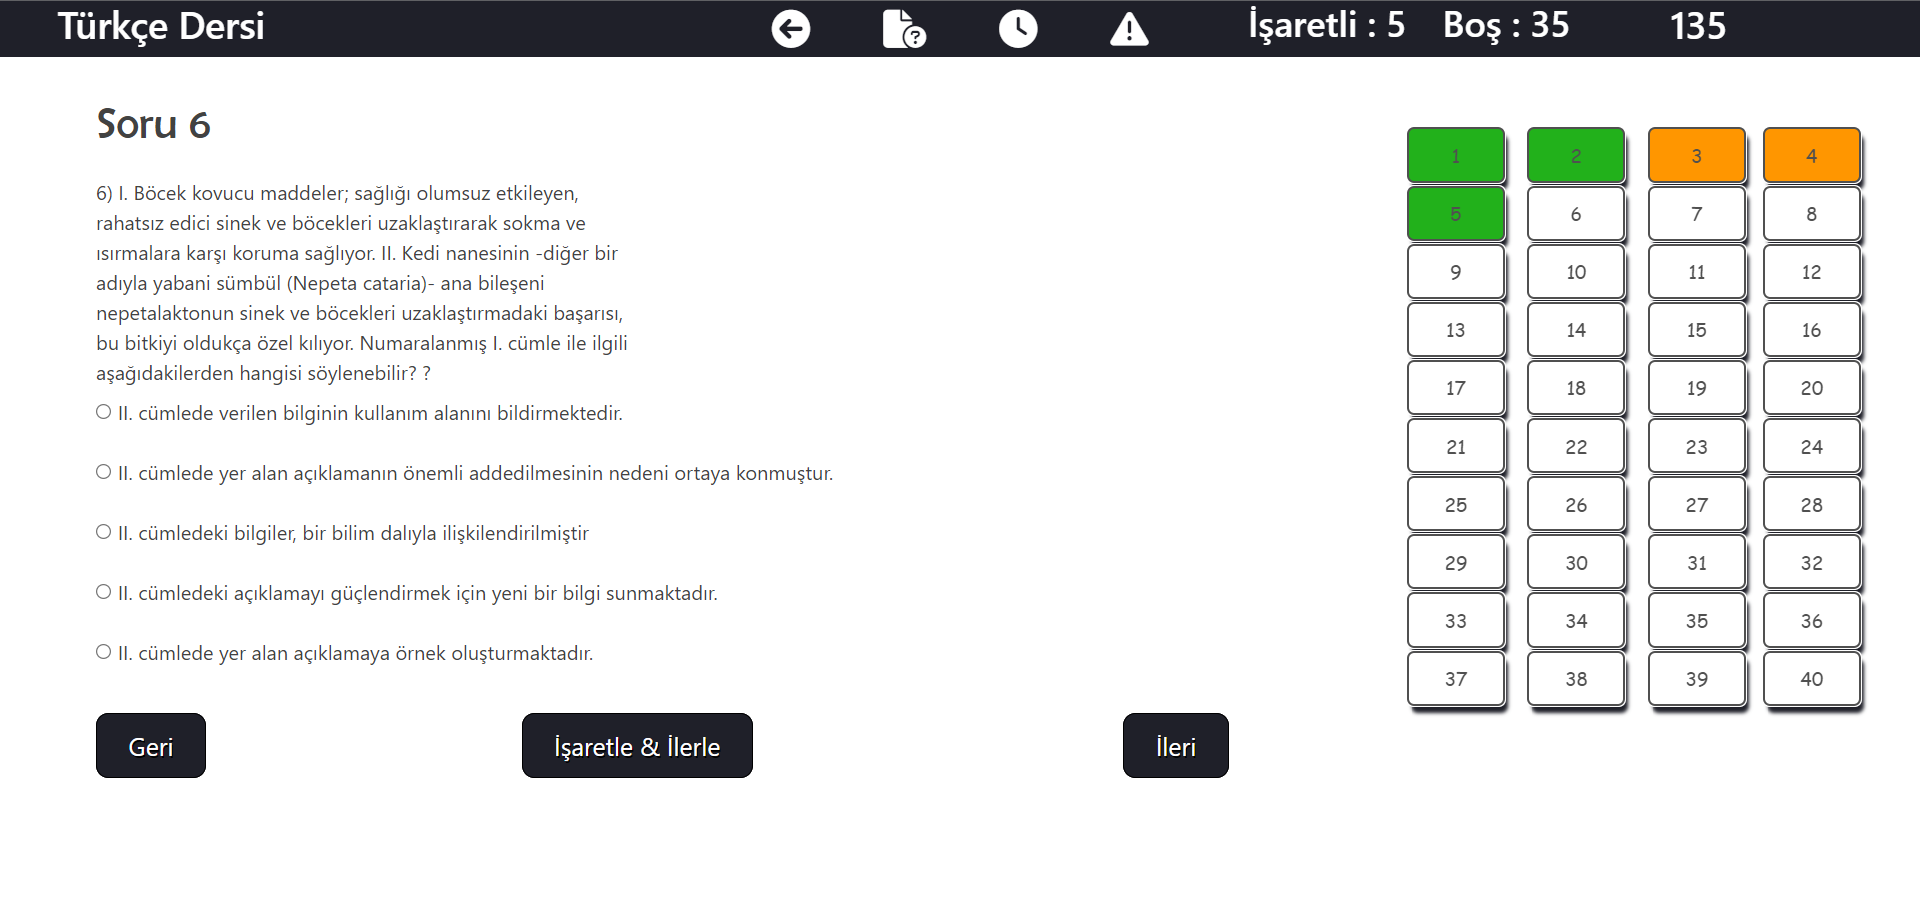 Türkçe Dersi
İşaretli : 5 Boş : 35 135
Soru 6
6) I. Böcek kovucu maddeler; sağlığı olumsuz etkileyen,
rahatsız edici sinek ve böcekleri uzaklaştırarak sokma ve
ısırmalara karşı koruma sağlıyor. II. Kedi nanesinin -diğer bir
adıyla yabani sümbül (Nepeta cataria)- ana bileşeni
nepetalaktonun sinek ve böcekleri uzaklaştırmadaki başarısı,
bu bitkiyi oldukça özel kılıyor. Numaralanmış I. cümle ile ilgili
aşağıdakilerden hangisi söylenebilir? ?
II. cümlede verilen bilginin kullanım alanını bildirmektedir.
II. cümlede yer alan açıklamanın önemli addedilmesinin nedeni ortaya konmuştur.
II. cümledeki bilgiler, bir bilim dalıyla ilişkilendirilmiştir
II. cümledeki açıklamayı güçlendirmek için yeni bir bilgi sunmaktadır.
II. cümlede yer alan açıklamaya örnek oluşturmaktadır.
Geri
İşaretle & İlerle
İleri
1 2 3 4
5 6 7 8
9 10 11 12
13 14 15 16
17 18 19 20
21 22 23 24
25 26 27 28
29 30 31 32
33 34 35 36
37 38 39 40